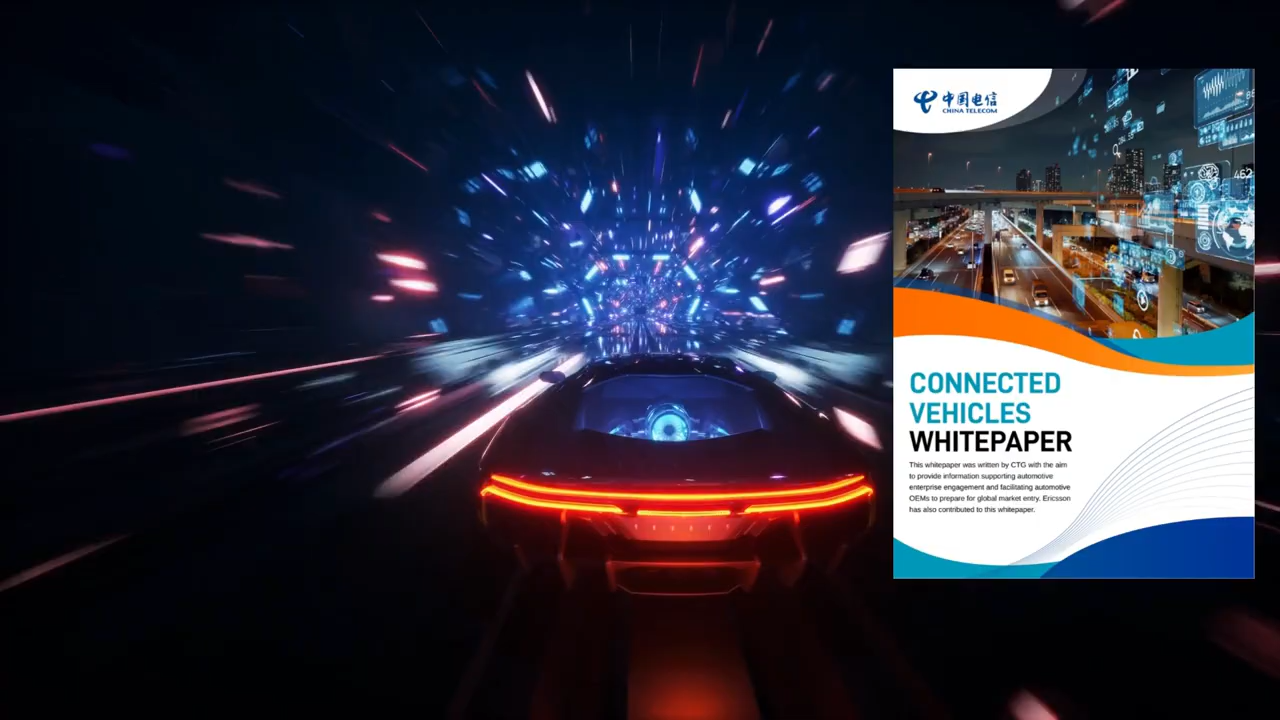 中国电信
CHINA TELECOM
462
CONNECTED
VEHICLES
WHITEPAPER
This whitepaper was written by CTG with the aim
to provide information supporting automotive
enterprise engagement and facilitating automotive
OEMs to prepare for global market entry. Ericsson
has also contributed to this whitepaper.